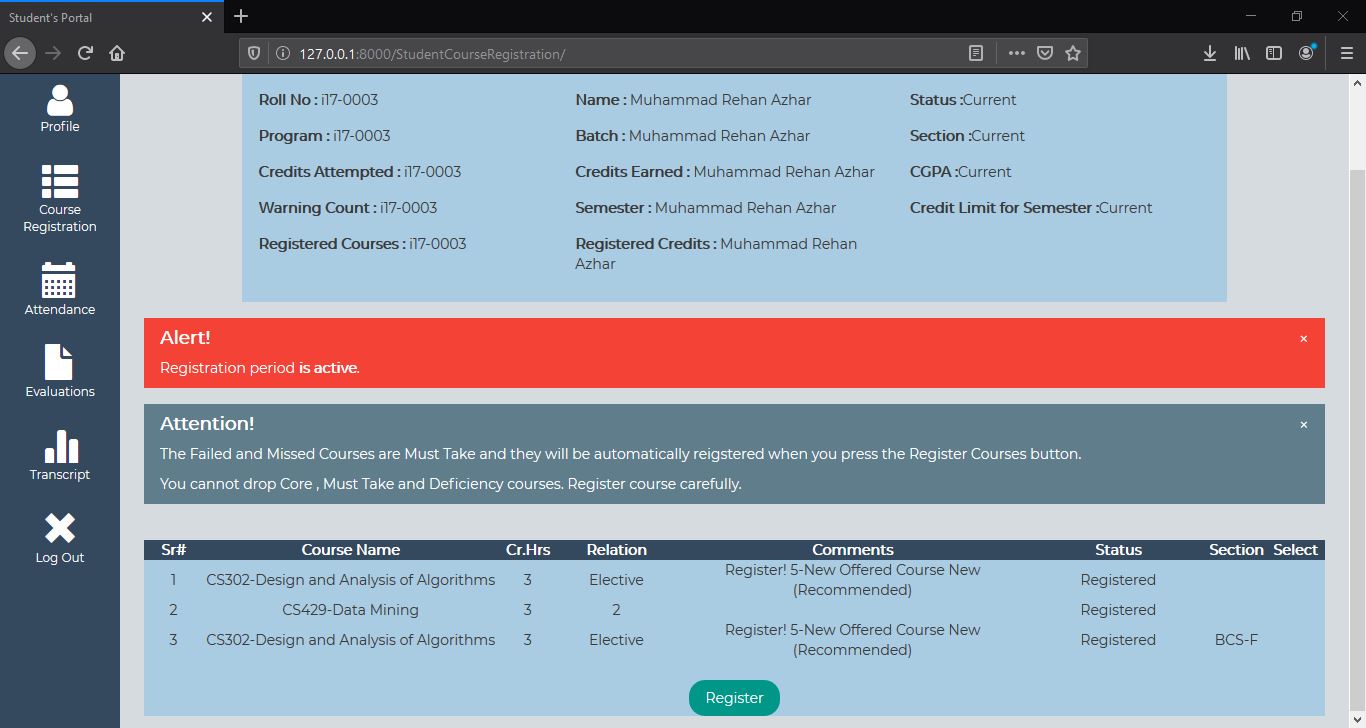 Student's Portal
127.0.0.1:8000/StudentCourseRegistration/
Profile
Course
Registration
Attendance
Evaluations
Transcript
Log Out
Roll No : i17-0003 Name : Muhammad Rehan Azhar Status :Current
Program : i17-0003 Batch : Muhammad Rehan Azhar Section :Current
Credits Attempted : i17-0003 Credits Earned : Muhammad Rehan Azhar CGPA :Current
Warning Count : i17-0003 Semester : Muhammad Rehan Azhar Credit Limit for Semester :Current
Registered Courses : i17-0003 Registered Credits : Muhammad Rehan
Azhar
Alert! ×
Registration period is active.
Attention! ×
The Failed and Missed Courses are Must Take and they will be automatically reigstered when you press the Register Courses button.
You cannot drop Core , Must Take and Deficiency courses. Register course carefully.
Sr# Course Name Cr.Hrs Relation Comments Status Section Select
1 CS302-Design and Analysis of Algorithms 3 Elective Register! 5-New Offered Course New
(Recommended) Registered
2 CS429-Data Mining 3 2 Registered
3 CS302-Design and Analysis of Algorithms 3 Elective Register! 5-New Offered Course New
(Recommended) Registered BCS-F
Register